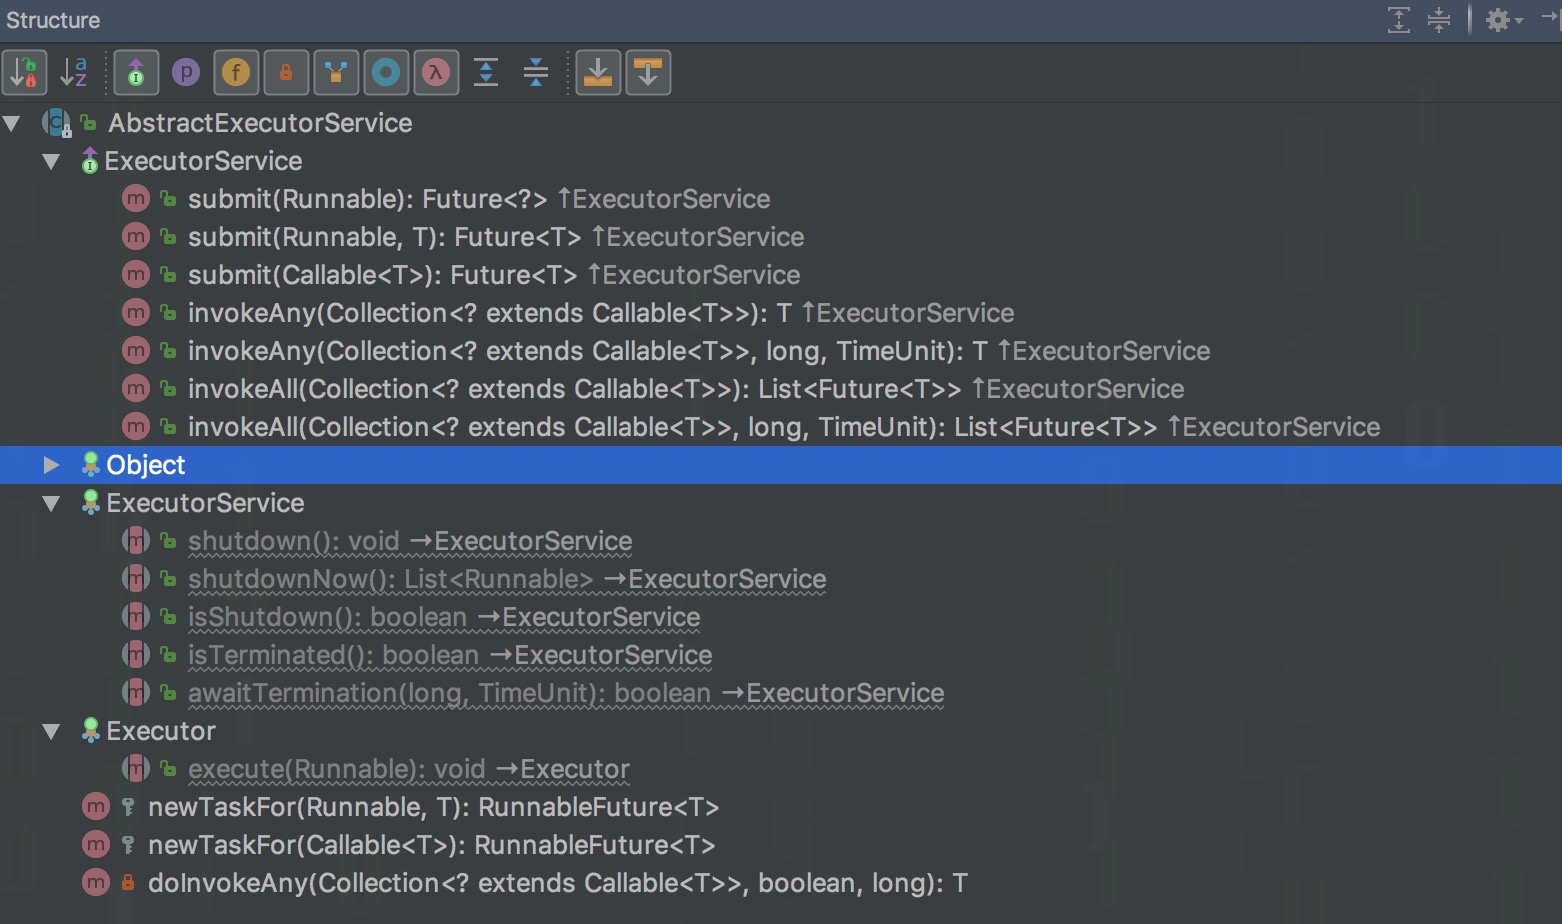 Structure
a
z
I p f λ
C AbstractExecutorService
I ExecutorService
m submit(Runnable): Future<?> ↑ExecutorService
m submit(Runnable, T): Future<T> ↑ExecutorService
m submit(Callable<T>): Future<T> ↑ExecutorService
m invokeAny(Collection<? extends Callable<T>>): T ↑ExecutorService
m invokeAny(Collection<? extends Callable<T>>, long, TimeUnit): T ↑ExecutorService
m invokeAll(Collection<? extends Callable<T>>): List<Future<T>> ↑ExecutorService
m invokeAll(Collection<? extends Callable<T>>, long, TimeUnit): List<Future<T>> ↑ExecutorService
Object
ExecutorService
m shutdown(): void →ExecutorService
m shutdownNow(): List<Runnable> →ExecutorService
m isShutdown(): boolean →ExecutorService
m isTerminated(): boolean →ExecutorService
m awaitTermination(long, TimeUnit): boolean →ExecutorService
Executor
m execute(Runnable): void →Executor
m newTaskFor(Runnable, T): RunnableFuture<T>
m newTaskFor(Callable<T>): RunnableFuture<T>
m doInvokeAny(Collection<? extends Callable<T>>, boolean, long): T